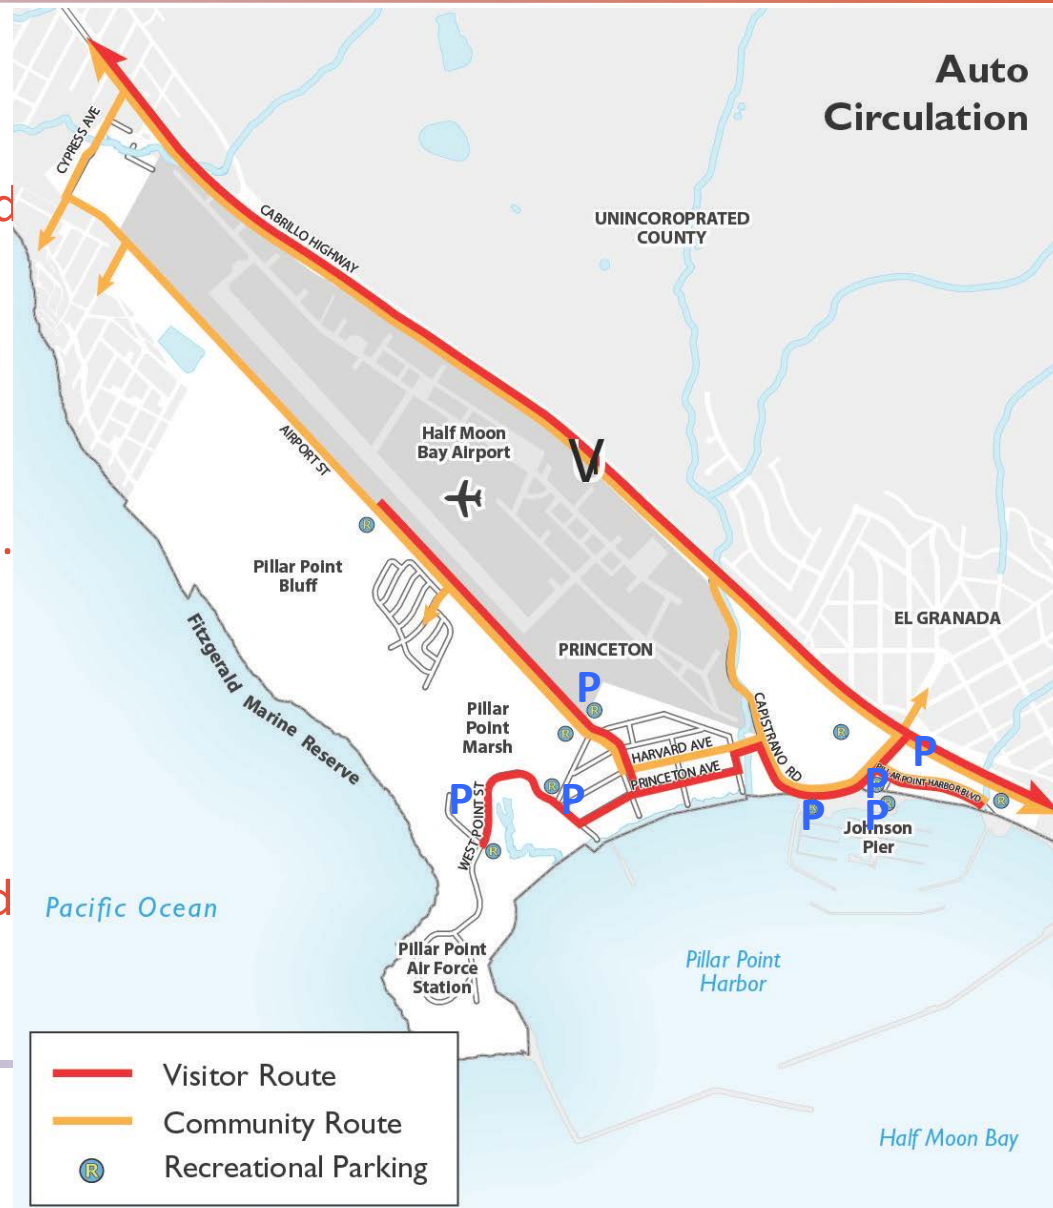 Auto
Circulation
CYPRESS AVE
d
CABRILLO HIGHWAY
UNINCOROPRATED
COUNTY
AIRPORT ST
Half Moon
Bay Airport
V
R
.
Pillar Point
Bluff
Fitzgerald Marine Reserve
EL GRANADA
PRINCETON
P
R
Pillar
Point
Marsh
R
R
CAPISTRANO RD
HARVARD AVE
PRINCETON AVE
P
PILLAR POINT HARBOR BLVD
P
R
R
P
R
P
WEST POINT ST
P
R
P
R
R
Johnson
Pier
R
d
Pacific Ocean
Pillar Point
Air Force
Station
Pillar Point
Harbor
Half Moon Bay
Visitor Route
Community Route
R Recreational Parking